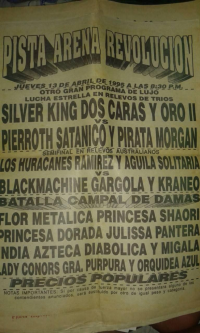 PISTA ARENA REVOLUCION
JUEVES 13 DE ABRIL DE 1995 A LAS 8:30 P.M.
OTRO GRAN PROGRAMA DE LUJO
LUCHA ESTRELLA EN RELEVOS DE TRIOS
SILVER KING DOS CARAS Y ORO II
VS
PIERROTH SATANICO Y PIRATA MORGAN
SEMIFINAL EN RELEVOS AUSTRALIANOS
LOS HURACANES RAMIREZ Y AGUILA SOLITARIA
VS
BLACKMACHINE GARGOLA Y KRANEO
BATALLA CAMPAL DE DAMAS
FLOR METALICA PRINCESA SHAORI
PRINCESA DORADA JULISSA PANTERA
INDIA AZTECA DIABOLICA Y MIGALA
LADY CONORS GRA. PURPURA Y ORQUIDEA AZUL
PRECIOS POPULARES